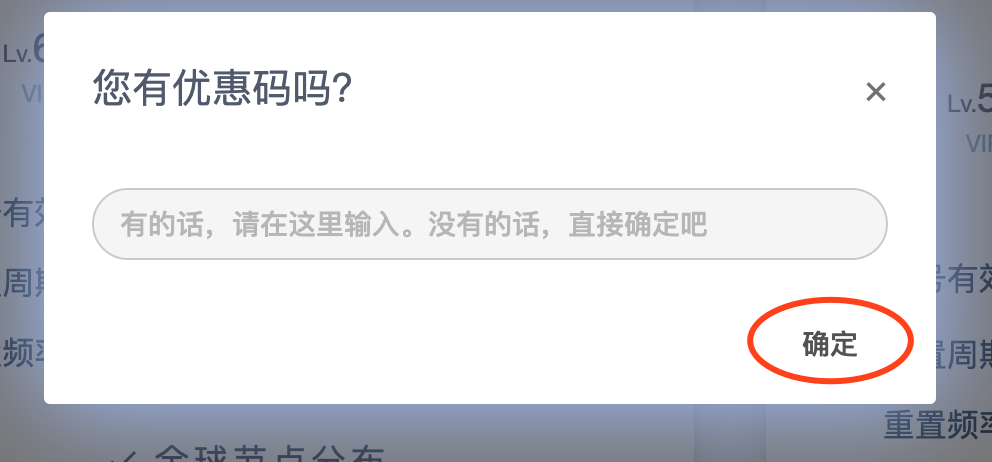 Lv.6
您有优惠码吗?
×
VI
Lv.5
VIP
有的话，请在这里输入。没有的话，直接确定吧
号有效
有效
周期
确定
置周期
频率
重置频率
✓ 全球节点分布